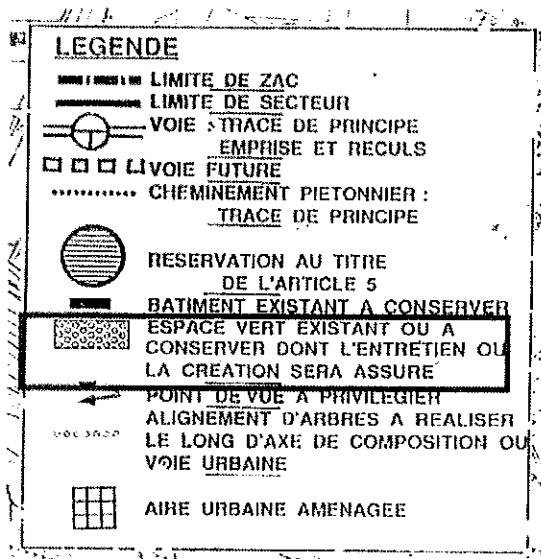 LEGENDE
LIMITE DE ZAC
LIMITE DE SECTEUR
VOIE : TRACE DE PRINCIPE
EMPRISE ET RECULS
VOIE FUTURE
CHEMINEMENT PIETONNIER :
TRACE DE PRINCIPE
RESERVATION AU TITRE
DE L'ARTICLE 5
BATIMENT EXISTANT A CONSERVER
ESPACE VERT EXISTANT OU A
CONSERVER DONT L'ENTRETIEN OU
LA CREATION SERA ASSURE
POINT DE VUE A PRIVILEGIER
ALIGNEMENT D'ARBRES A REALISER
LE LONG D'AXE DE COMPOSITION OU
VOIE URBAINE
AIRE URBAINE AMENAGEE